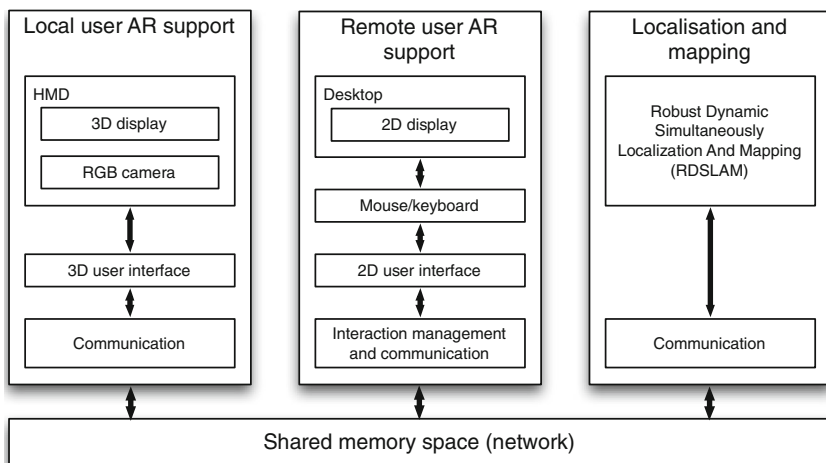 Local user AR support
HMD
3D display
RGB camera
3D user interface
Communication
Remote user AR
support
Desktop
2D display
Mouse/keyboard
2D user interface
Interaction management
and communication
Localisation and
mapping
Robust Dynamic
Simultaneously
Localization And Mapping
(RDSLAM)
Communication
Shared memory space (network)